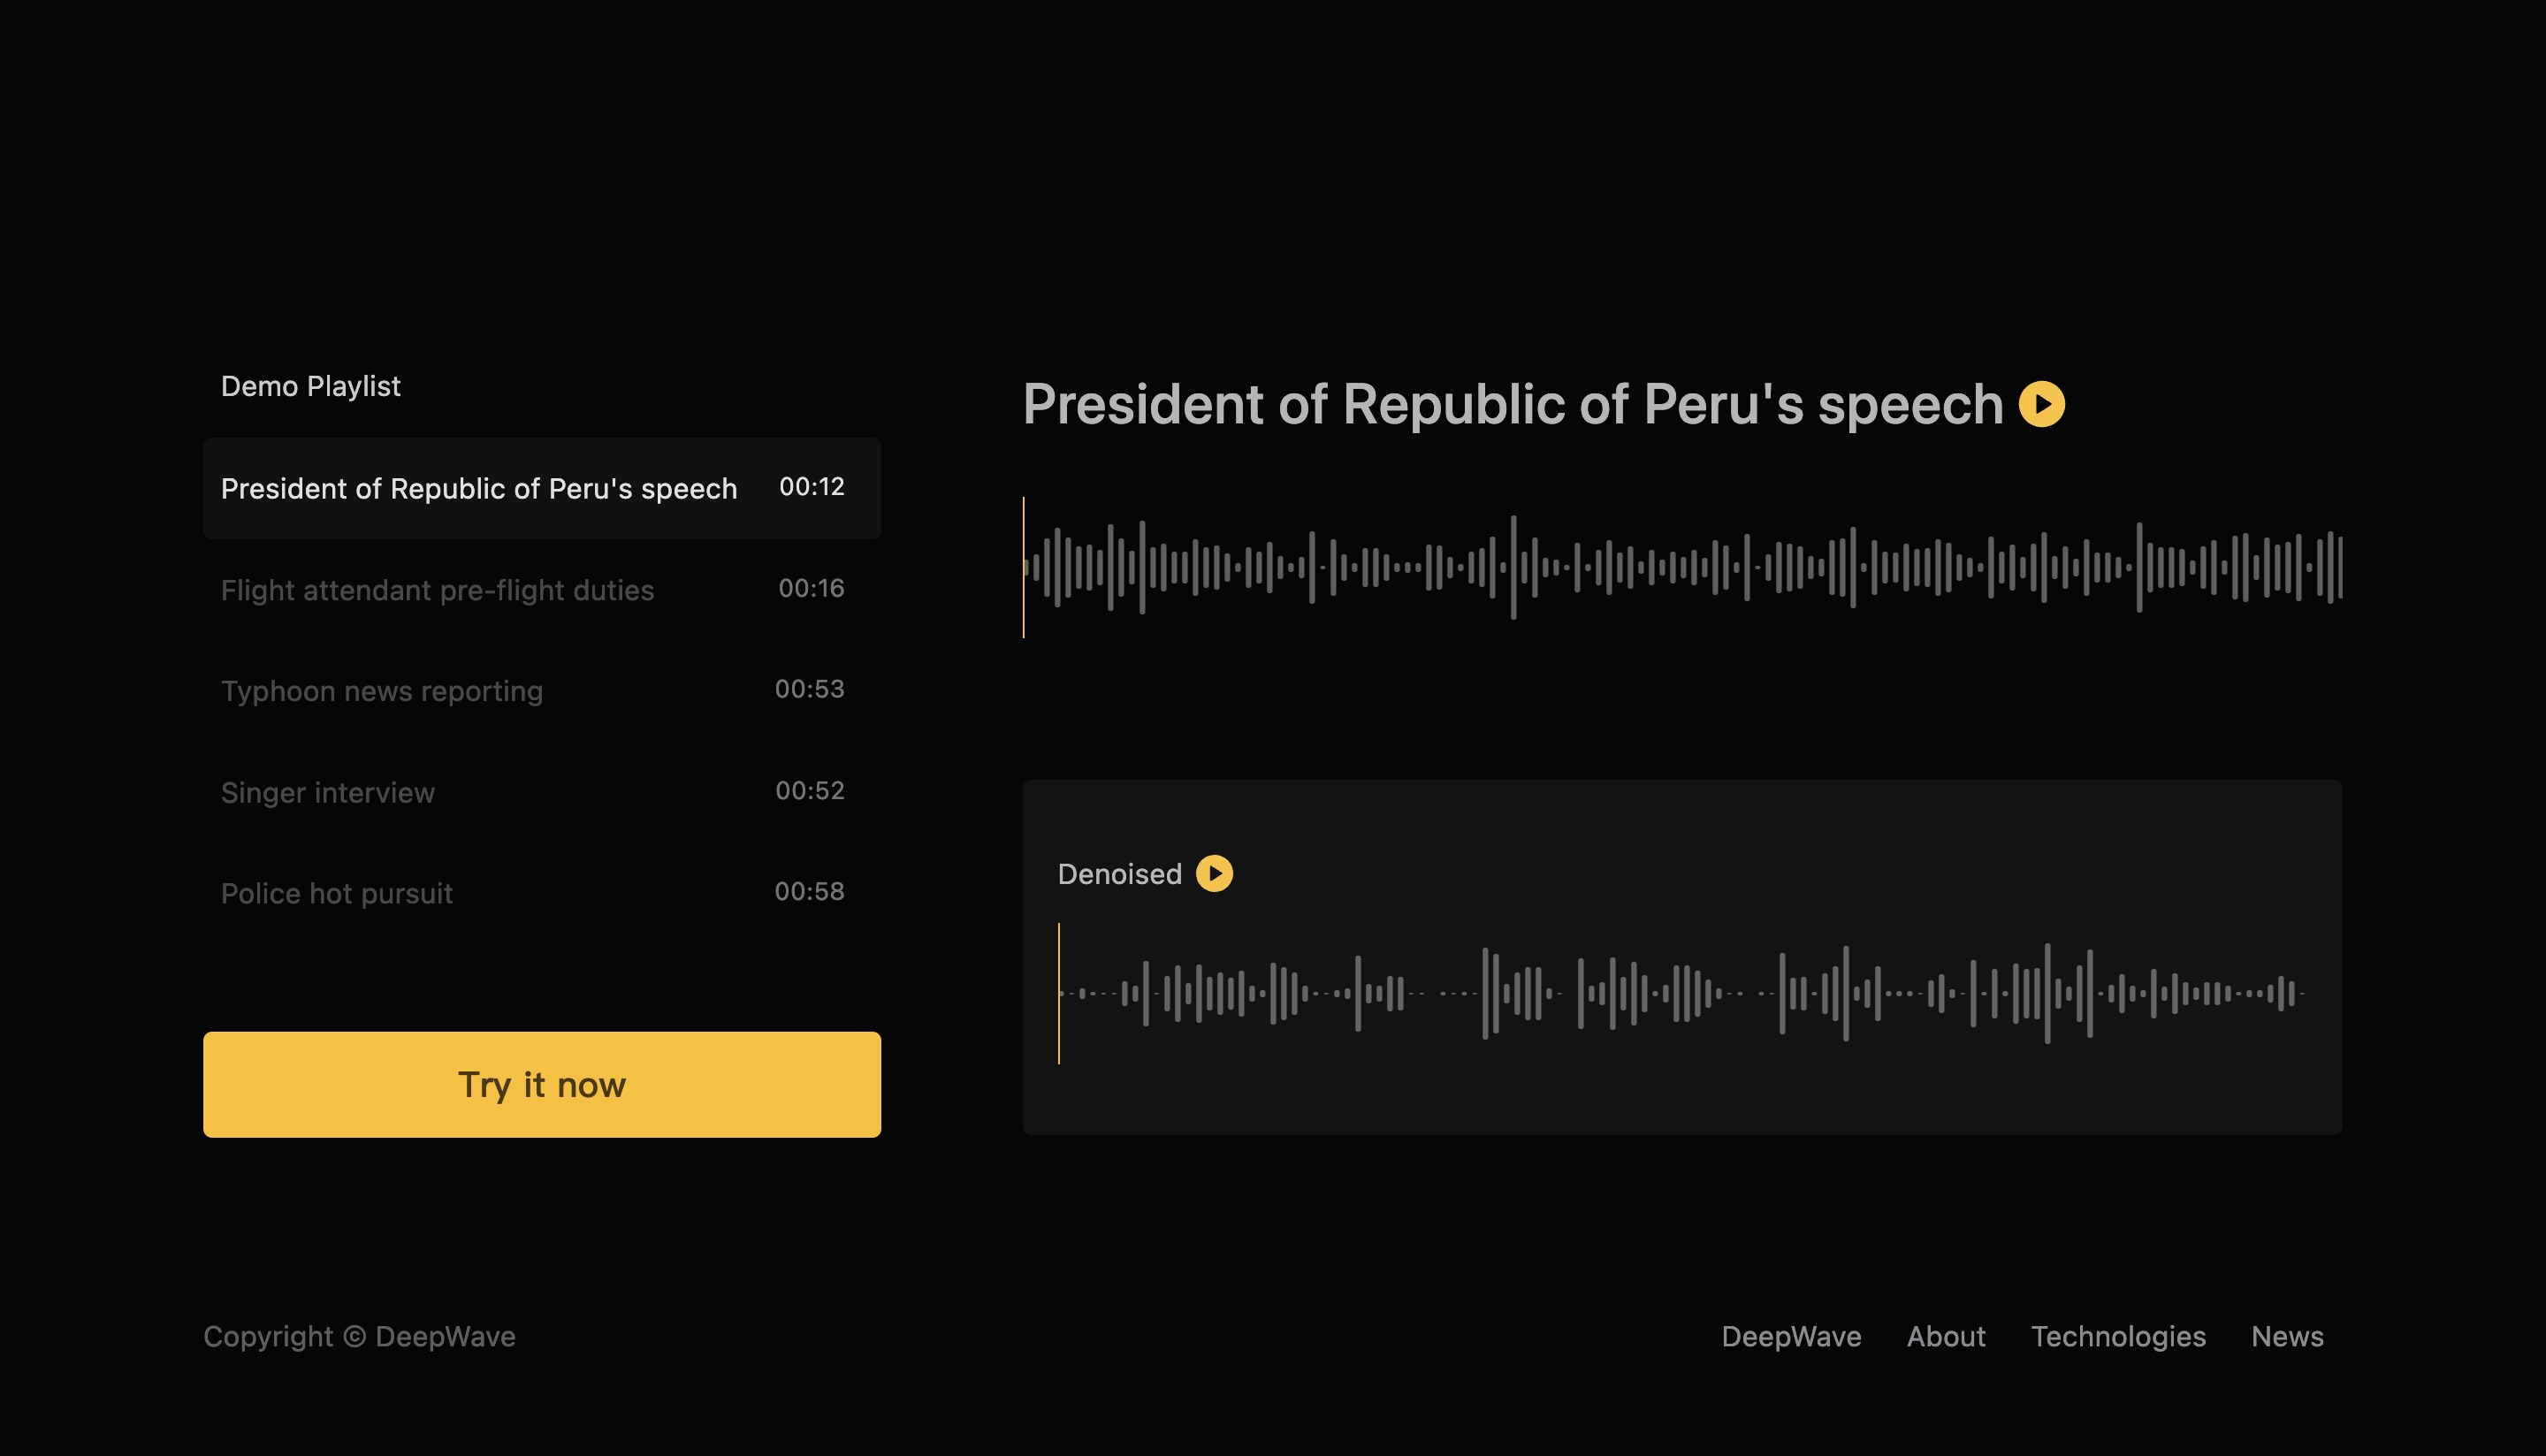 Demo Playlist
President of Republic of Peru's speech 00:12
Flight attendant pre-flight duties 00:16
Typhoon news reporting 00:53
Singer interview 00:52
Police hot pursuit 00:58
Try it now
President of Republic of Peru's speech
Denoised
Copyright © DeepWave
DeepWave About Technologies News